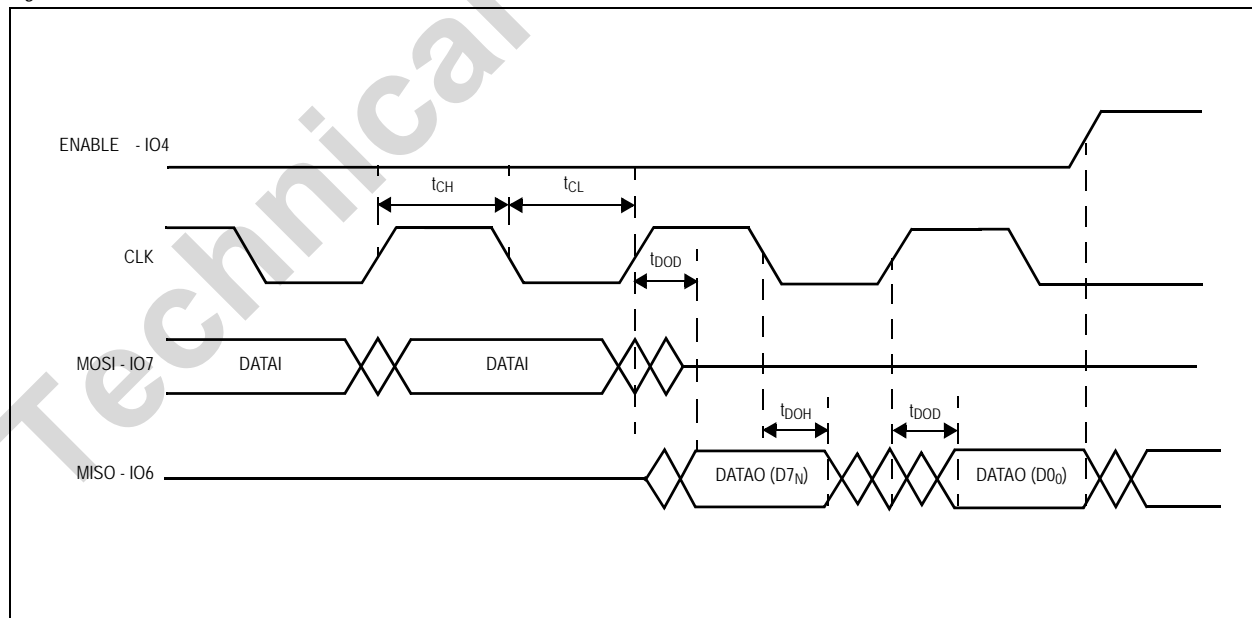 Technical
ENABLE - IO4
tCH
tCL
CLK
tDOD
MOSI - IO7
DATAI
DATAI
tDOH
tDOD
MISO - IO6
DATAO (D7N)
DATAO (D00)